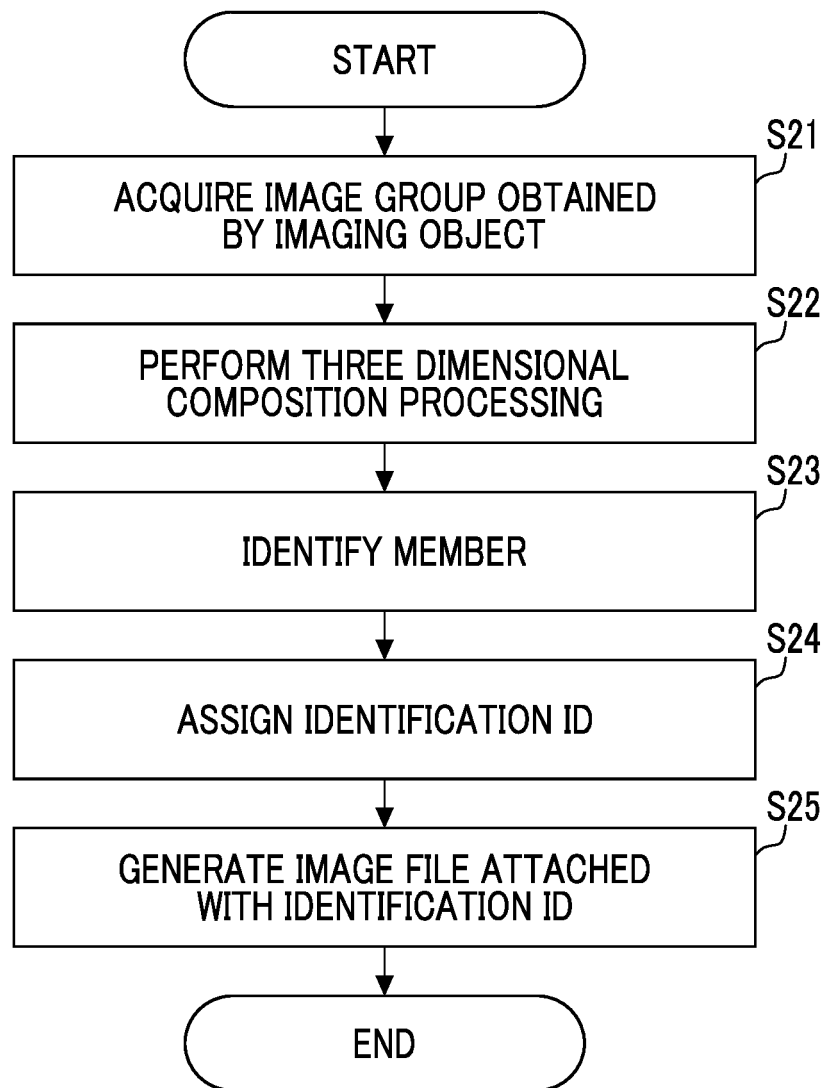 START
S21
ACQUIRE IMAGE GROUP OBTAINED
BY IMAGING OBJECT
S22
PERFORM THREE DIMENSIONAL
COMPOSITION PROCESSING
S23
IDENTIFY MEMBER
S24
ASSIGN IDENTIFICATION ID
S25
GENERATE IMAGE FILE ATTACHED
WITH IDENTIFICATION ID
END